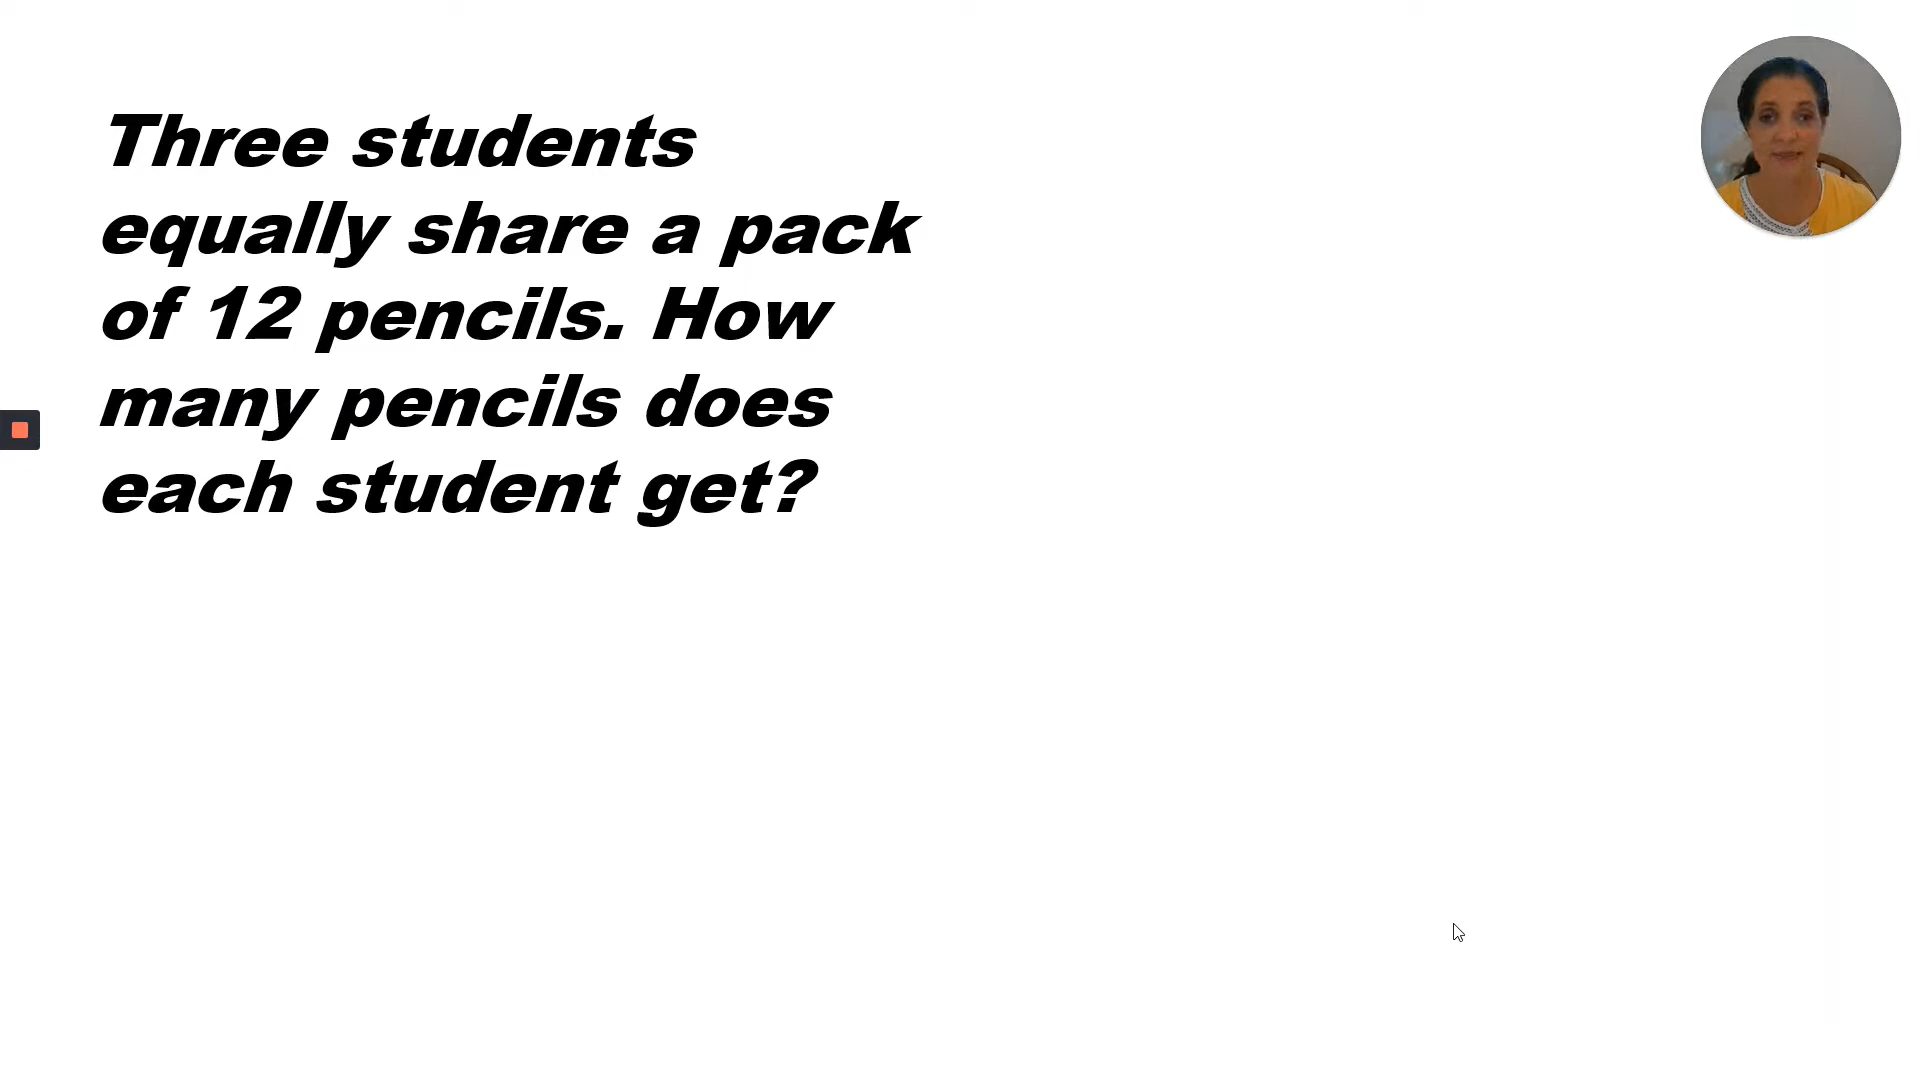 Three students
equally share a pack
of 12 pencils. How
many pencils does
each student get?